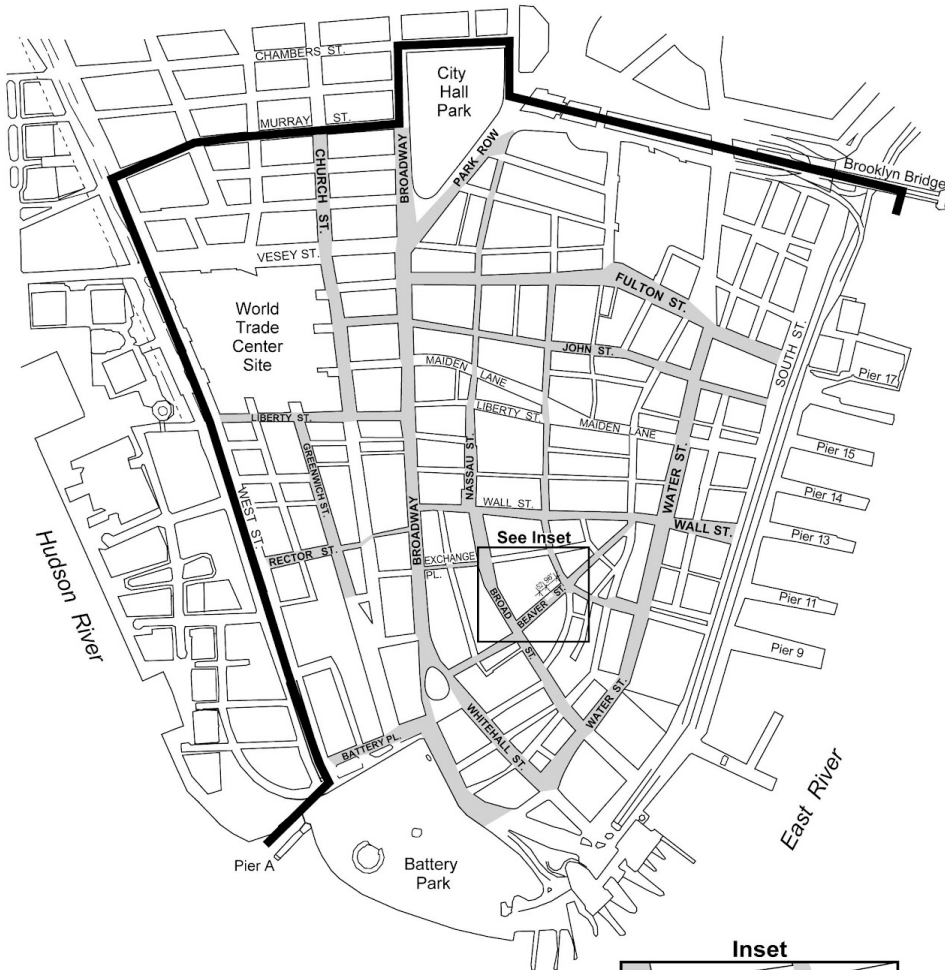 CHAMBERS ST.
City
Hall
Park
MURRAY ST.
CHURCH ST.
BROADWAY
PARK ROW
Brooklyn Bridge
VESEY ST.
FULTON ST.
World
Trade
Center
Site
JOHN ST.
SOUTH ST.
Pier 17
MAIDEN LANE
LIBERTY ST.
LIBERTY ST.
MAIDEN LANE
GREENWICH ST.
NASSAU ST.
WATER ST.
Pier 15
Pier 14
WALL ST.
WALL ST.
Pier 13
WEST ST.
RECTOR ST.
BROADWAY
EXCHANGE
PL.
See Inset
BROAD ST.
BEAVER ST.
Pier 11
Pier 9
Hudson River
WHITEHALL ST.
WATER ST.
BATTERY PL.
East River
Pier A
Battery
Park
Inset